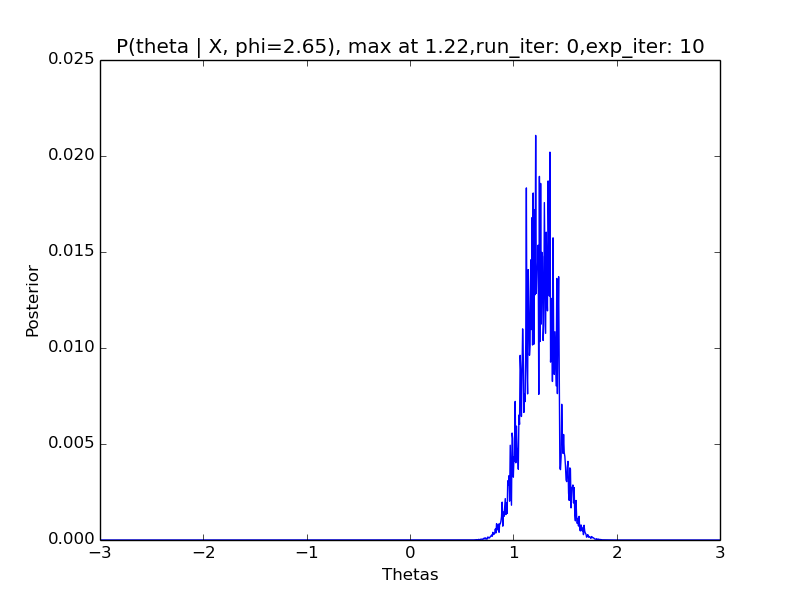 P(theta | X, phi=2.65), max at 1.22,run_iter: 0,exp_iter: 10
0.025
0.020
0.015
0.010
0.005
0.000
Posterior
−3 −2 −1 0 1 2 3
Thetas